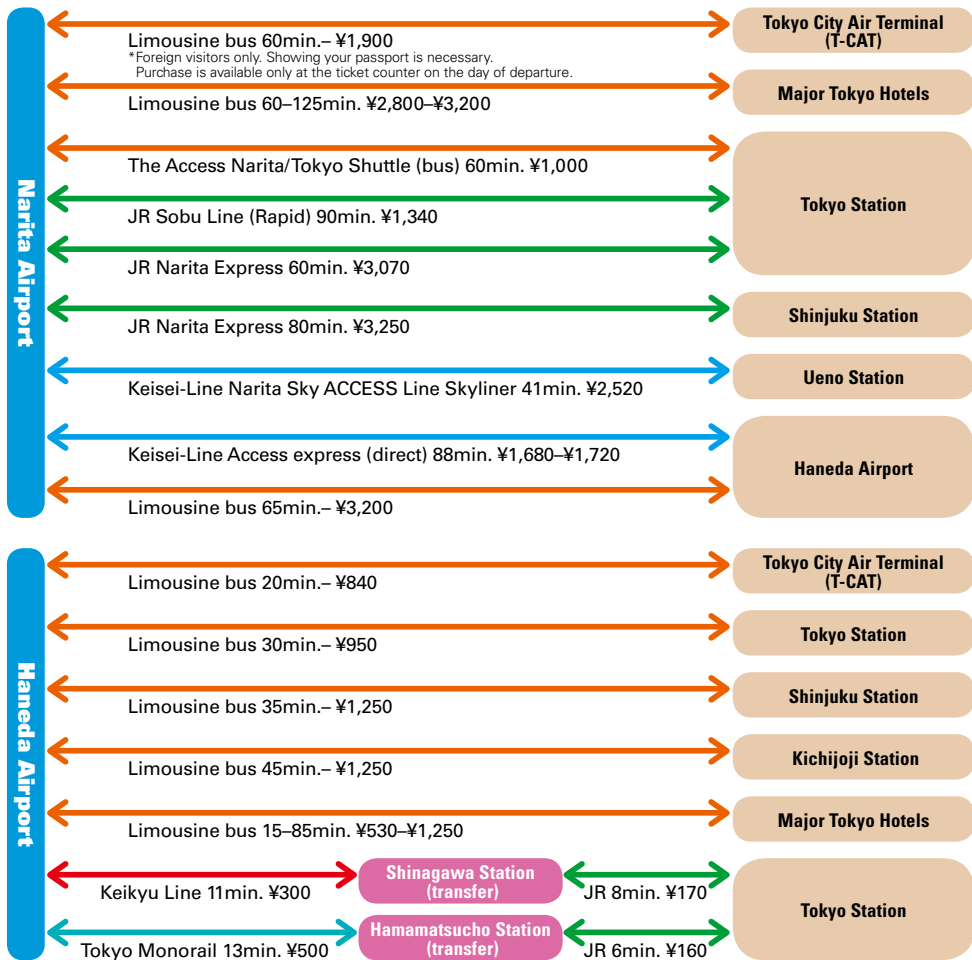 Narita Airport
Limousine bus 60min.– ¥1,900
*Foreign visitors only. Showing your passport is necessary.
Purchase is available only at the ticket counter on the day of departure.
Tokyo City Air Terminal
(T-CAT)
Limousine bus 60–125min. ¥2,800–¥3,200
Major Tokyo Hotels
The Access Narita/Tokyo Shuttle (bus) 60min. ¥1,000
JR Sobu Line (Rapid) 90min. ¥1,340
JR Narita Express 60min. ¥3,070
Tokyo Station
JR Narita Express 80min. ¥3,250
Shinjuku Station
Keisei-Line Narita Sky ACCESS Line Skyliner 41min. ¥2,520
Ueno Station
Keisei-Line Access express (direct) 88min. ¥1,680–¥1,720
Limousine bus 65min.– ¥3,200
Haneda Airport
Haneda Airport
Limousine bus 20min.– ¥840
Tokyo City Air Terminal
(T-CAT)
Limousine bus 30min.– ¥950
Tokyo Station
Limousine bus 35min.– ¥1,250
Shinjuku Station
Limousine bus 45min.– ¥1,250
Kichijoji Station
Limousine bus 15–85min. ¥530–¥1,250
Major Tokyo Hotels
Keikyu Line 11min. ¥300
Shinagawa Station
(transfer)
JR 8min. ¥170
Tokyo Monorail 13min. ¥500
Hamamatsucho Station
(transfer)
JR 6min. ¥160
Tokyo Station